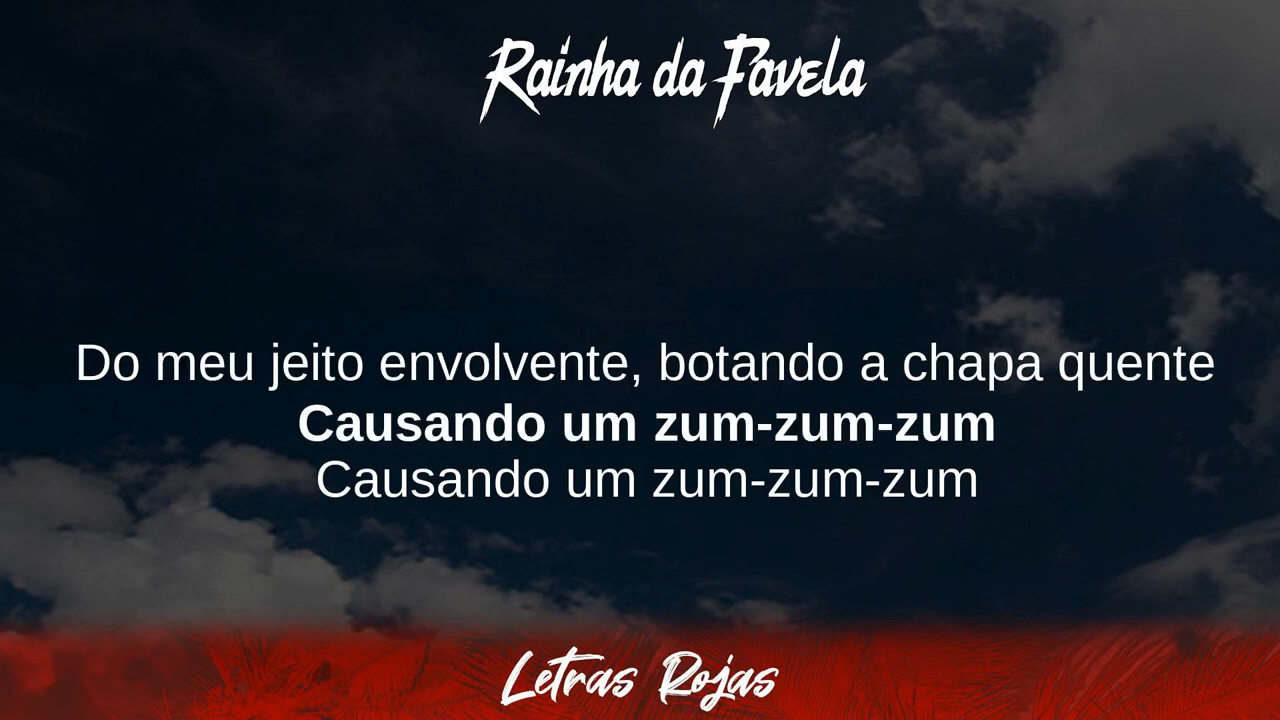 Rainha da Favela
Do meu jeito envolvente, botando a chapa quente
Causando um zum-zum-zum
Causando um zum-zum-zum
Letras Rojas